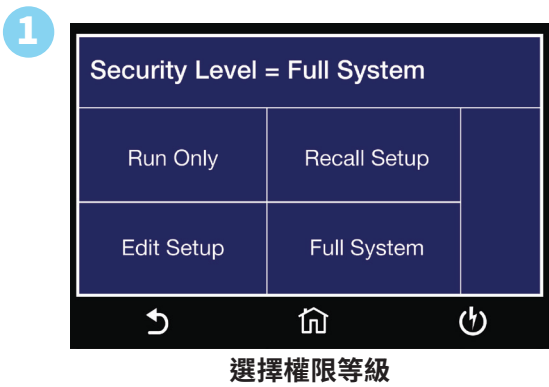 1
Security Level = Full System
Run Only
Recall Setup
Edit Setup
Full System
選擇權限等級